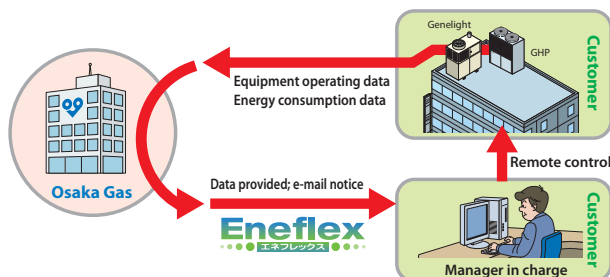 Genelight
GHP
Customer
Equipment operating data
Energy consumption data
Osaka Gas
Remote control
Data provided; e-mail notice
Eneflex
エネフレックス
Customer
Manager in charge